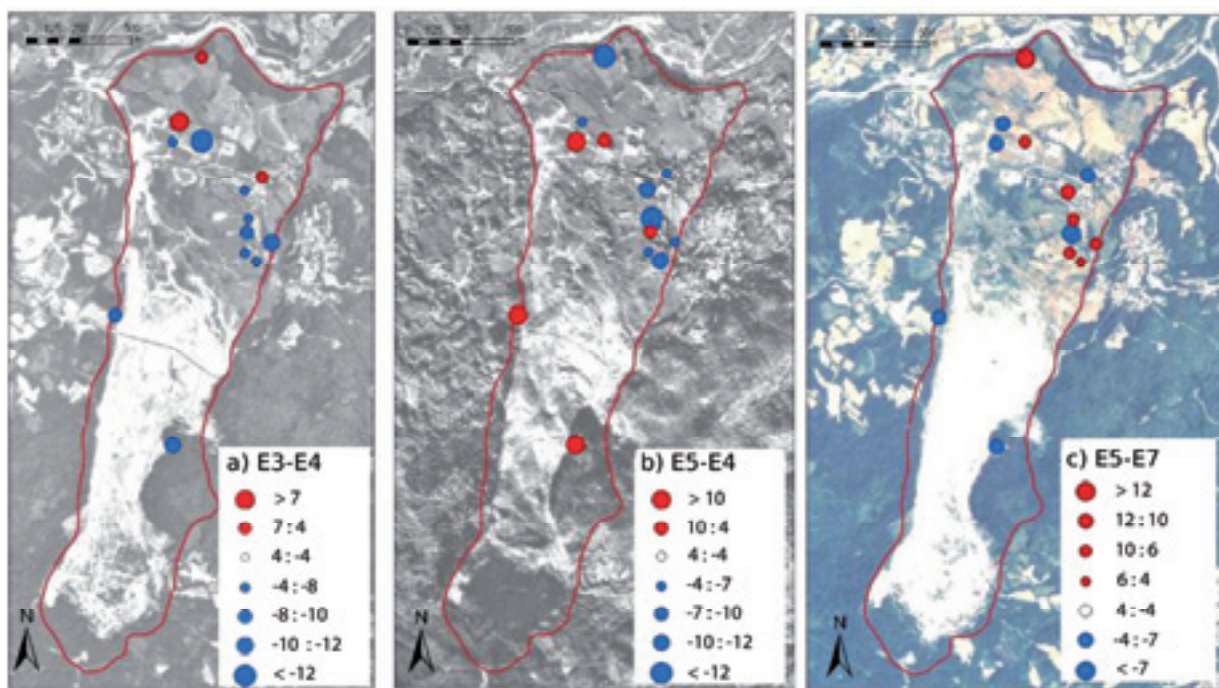 a) E3-E4
> 7
7 : 4
4 : -4
-4 : -8
-8 : -10
-10 : -12
< -12
N
b) E5-E4
> 10
10 : 4
4 : -4
-4 : -7
-7 : -10
-10 : -12
< -12
N
c) E5-E7
> 12
12 : 10
10 : 6
6 : 4
4 : -4
-4 : -7
< -7
N